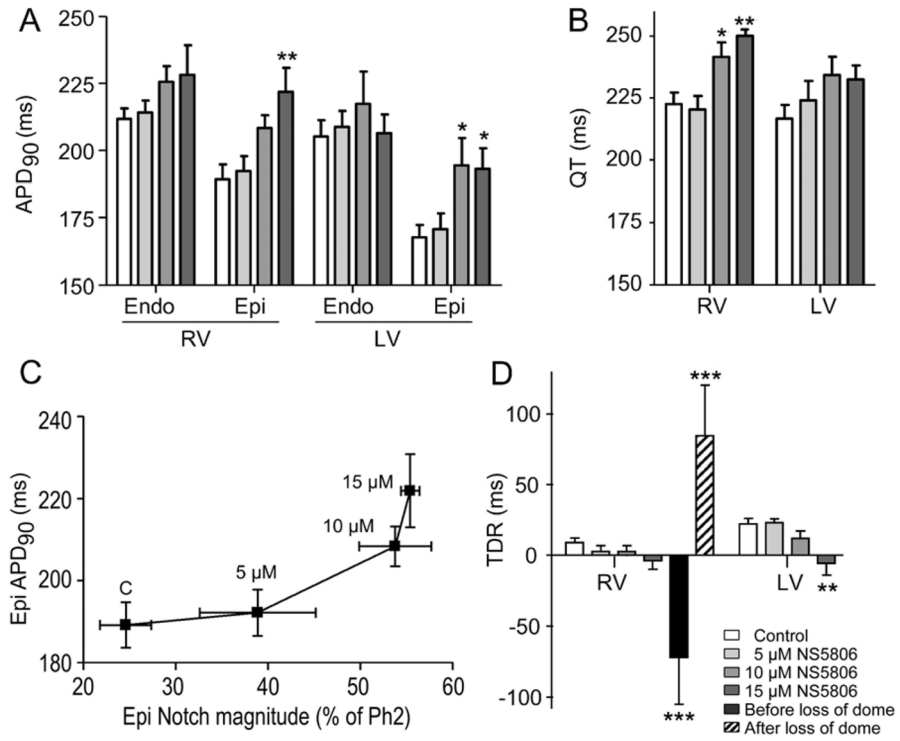 A
250
225
200
175
150
APD90 (ms)
**
*
*
Endo
Epi
Endo
Epi
RV
LV
B
250
225
200
175
150
QT (ms)
*
**
RV
LV
C
240
220
200
180
Epi APD90 (ms)
C
5 µM
10 µM
15 µM
20
30
40
50
60
Epi Notch magnitude (% of Ph2)
D
100
50
0
-50
-100
TDR (ms)
***
RV
LV
**
***
Control
5 µM NS5806
10 µM NS5806
15 µM NS5806
Before loss of dome
After loss of dome